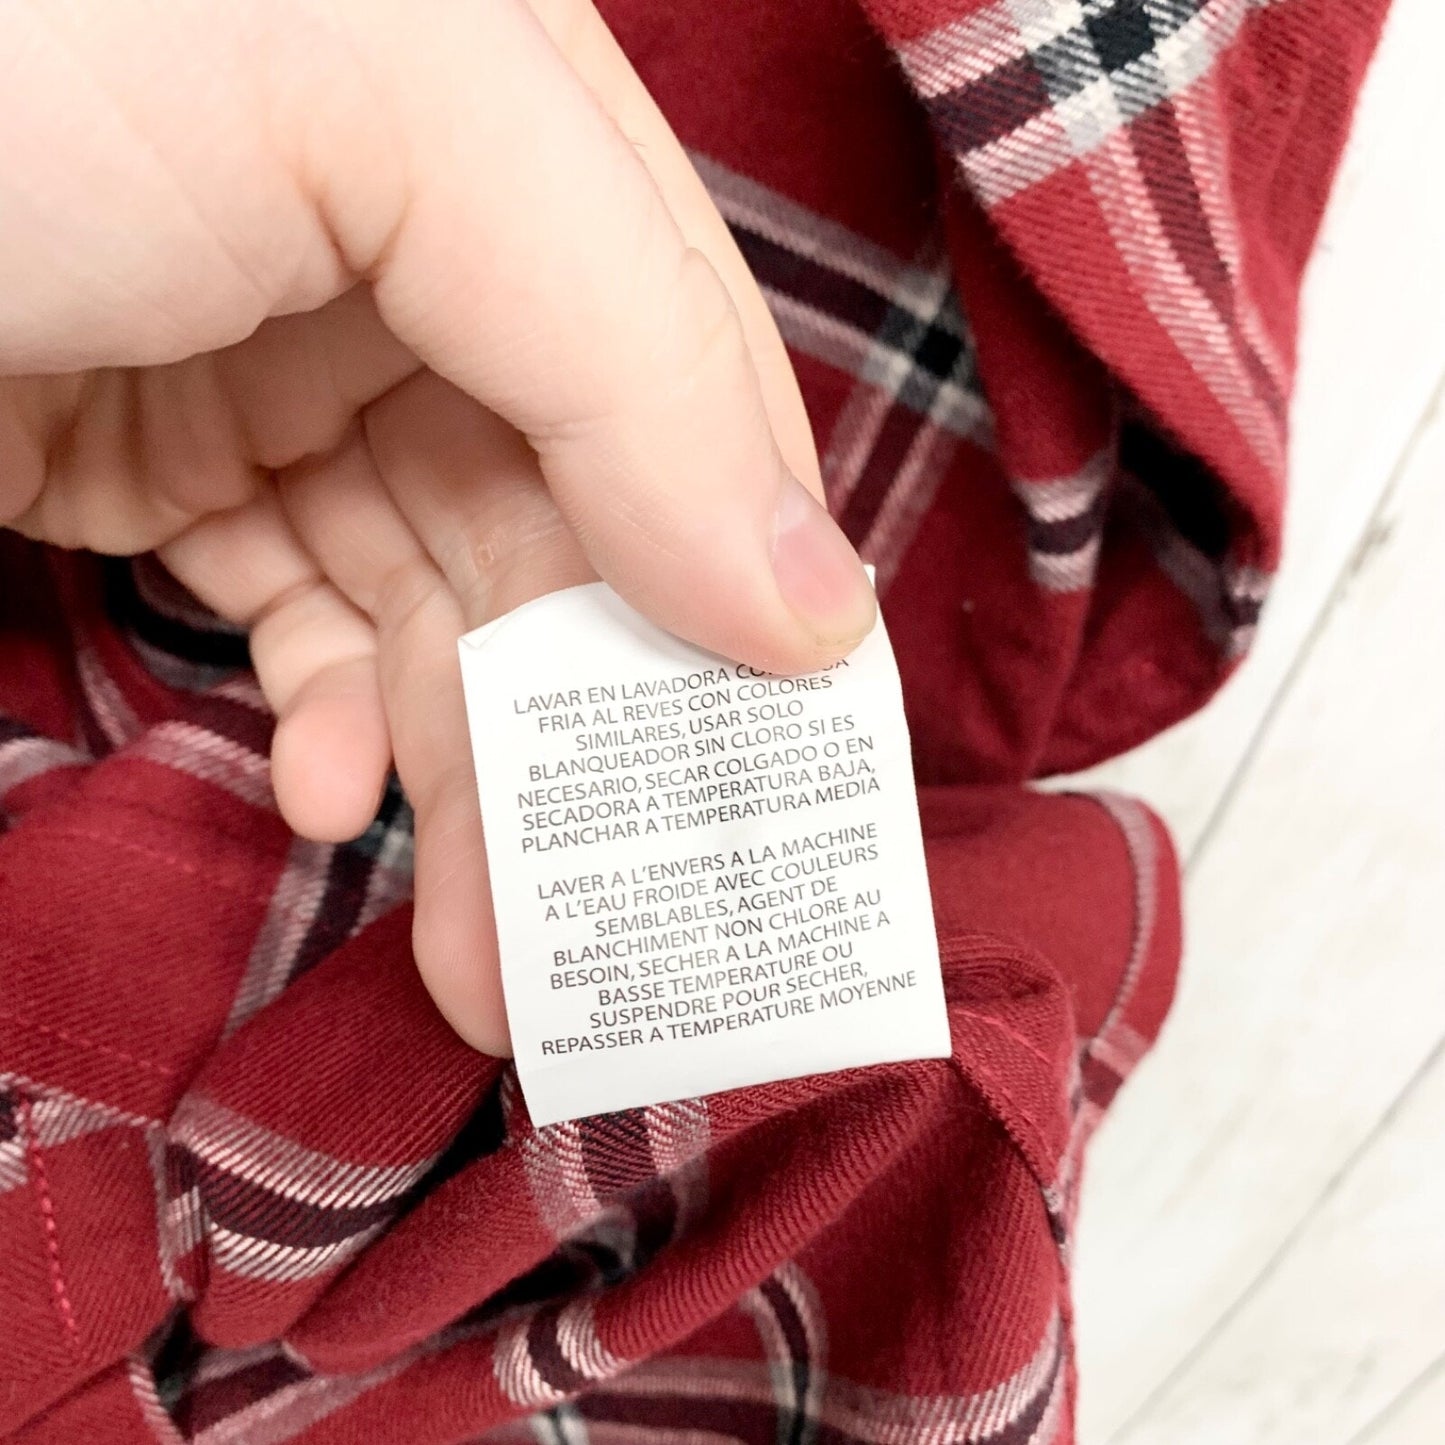 LAVAR EN LAVADORA
FRIA AL REVES CON COLORES
SIMILARES, USAR SOLO
BLANQUEADOR SIN CLORO SI ES
NECESARIO, SECAR COLGADO O EN
SECADORA A TEMPERATURA BAJA,
PLANCHAR A TEMPERATURA MEDIA
LAVER A L'ENVERS A LA MACHINE
A L'EAU FROIDE AVEC COULEURS
SEMBLABLES, AGENT DE
BLANCHIMENT NON CHLORE AU
BESOIN, SECHER A LA MACHINE A
BASSE TEMPERATURE OU
SUSPENDRE POUR SECHER,
REPASSER A TEMPERATURE MOYENNE